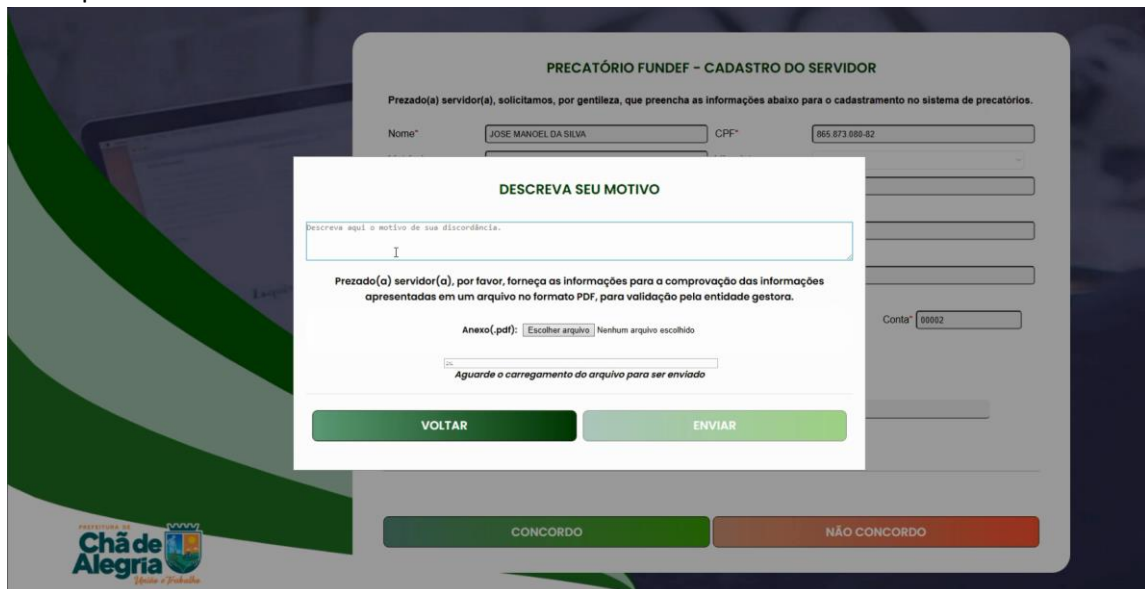 PRECATÓRIO FUNDEF - CADASTRO DO SERVIDOR
Prezado(a) servidor(a), solicitamos, por gentileza, que preencha as informações abaixo para o cadastramento no sistema de precatórios.
Nome* JOSE MANOEL DA SILVA CPF* 865.873.080-82
DESCREVA SEU MOTIVO
Descreva aqui o motivo de sua discordância.
Prezado(a) servidor(a), por favor, forneça as informações para a comprovação das informações
apresentadas em um arquivo no formato PDF, para validação pela entidade gestora.
Conta* 00002
Anexo(.pdf): Escolher arquivo Nenhum arquivo escolhido
Aguarde o carregamento do arquivo para ser enviado
VOLTAR ENVIAR
CONCORDO NÃO CONCORDO
PREFEITURA DE
Chã de
Alegria
União e Trabalho